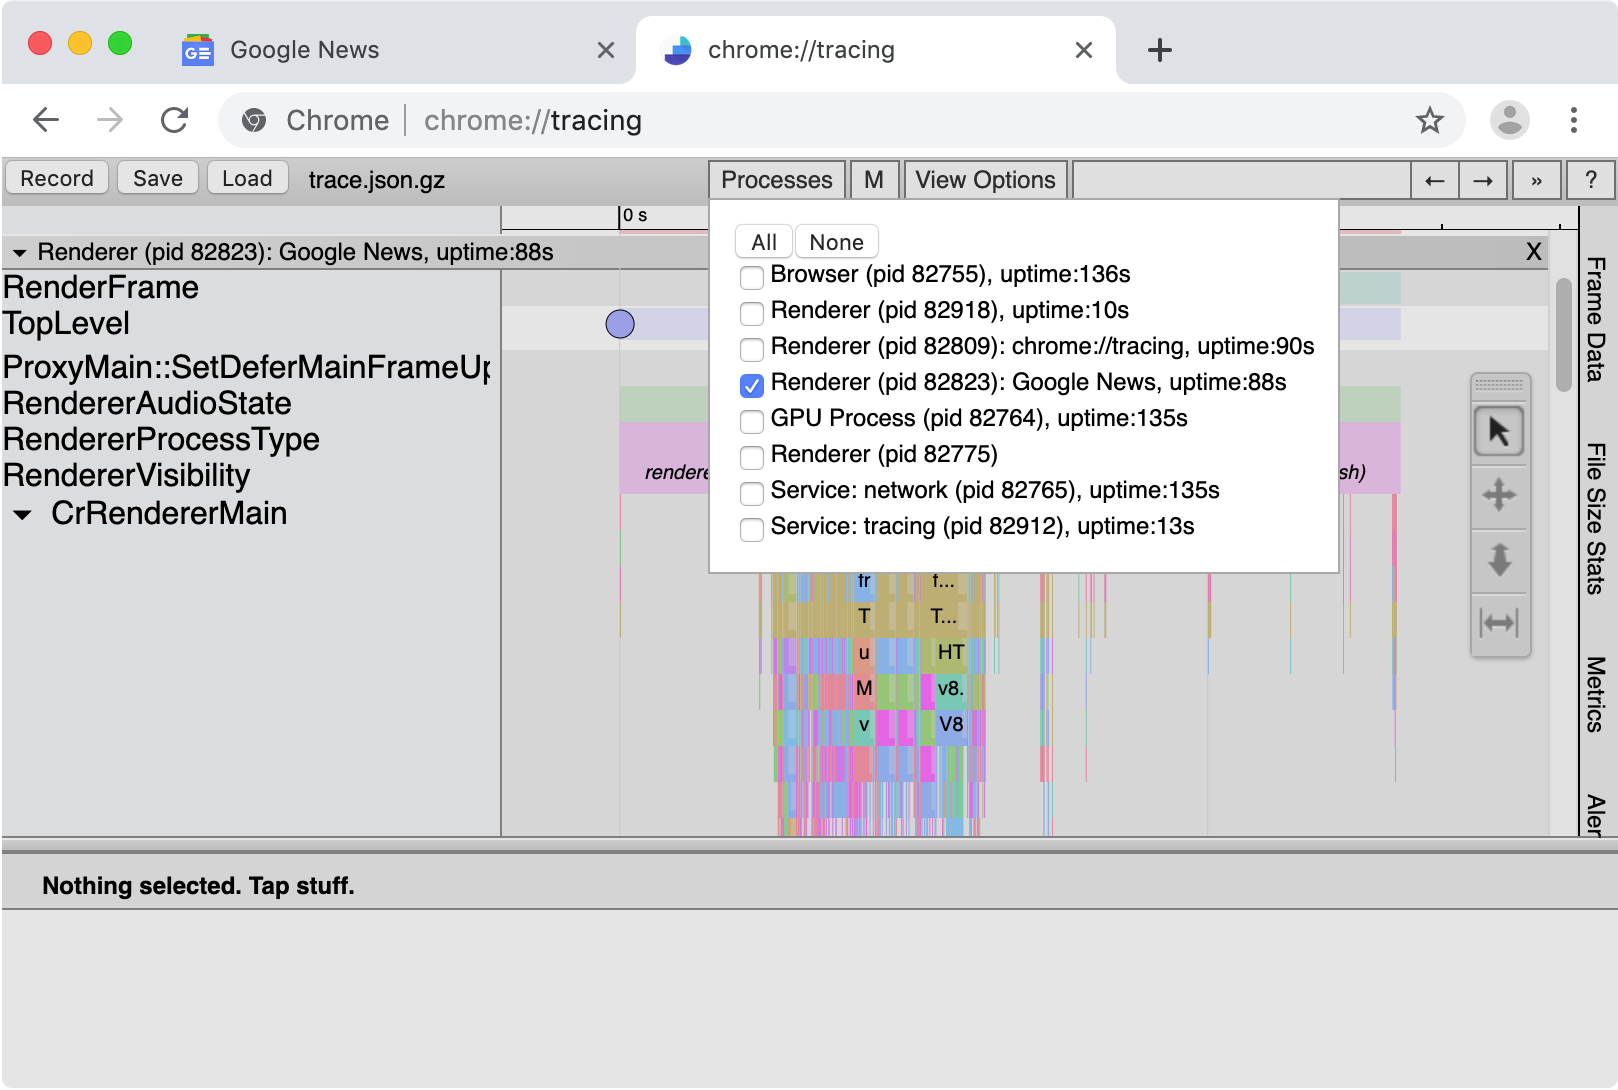 Google News
chrome://tracing
Chrome
chrome://tracing
Record
Save
Load
trace.json.gz
Processes
M
View Options
←
→
»
?
0 s
All
None
Browser (pid 82755), uptime:136s
Renderer (pid 82918), uptime:10s
Renderer (pid 82809): chrome://tracing, uptime:90s
Renderer (pid 82823): Google News, uptime:88s
GPU Process (pid 82764), uptime:135s
Renderer (pid 82775)
Service: network (pid 82765), uptime:135s
Service: tracing (pid 82912), uptime:13s
Renderer (pid 82823): Google News, uptime:88s
X
RenderFrame
TopLevel
ProxyMain::SetDeferMainFrameUp
RendererAudioState
RendererProcessType
RendererVisibility
CrRendererMain
rendere
sh)
fr f...
T T...
u HT
M v8.
v V8
Frame Data
File Size Stats
Metrics
Aler
Nothing selected. Tap stuff.